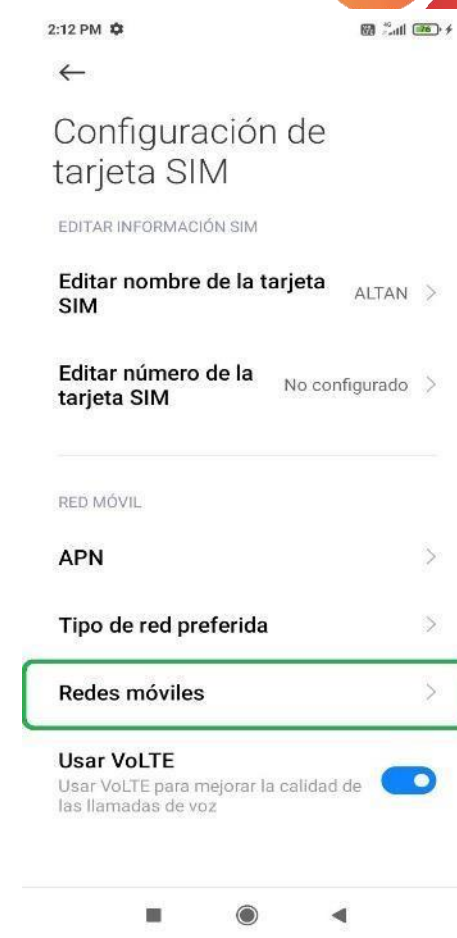 2:12 PM
4G 76
Configuración de
tarjeta SIM
EDITAR INFORMACIÓN SIM
Editar nombre de la tarjeta
SIM
ALTAN
Editar número de la
tarjeta SIM
No configurado
RED MÓVIL
APN
Tipo de red preferida
Redes móviles
Usar VoLTE
Usar VoLTE para mejorar la calidad de
las llamadas de voz